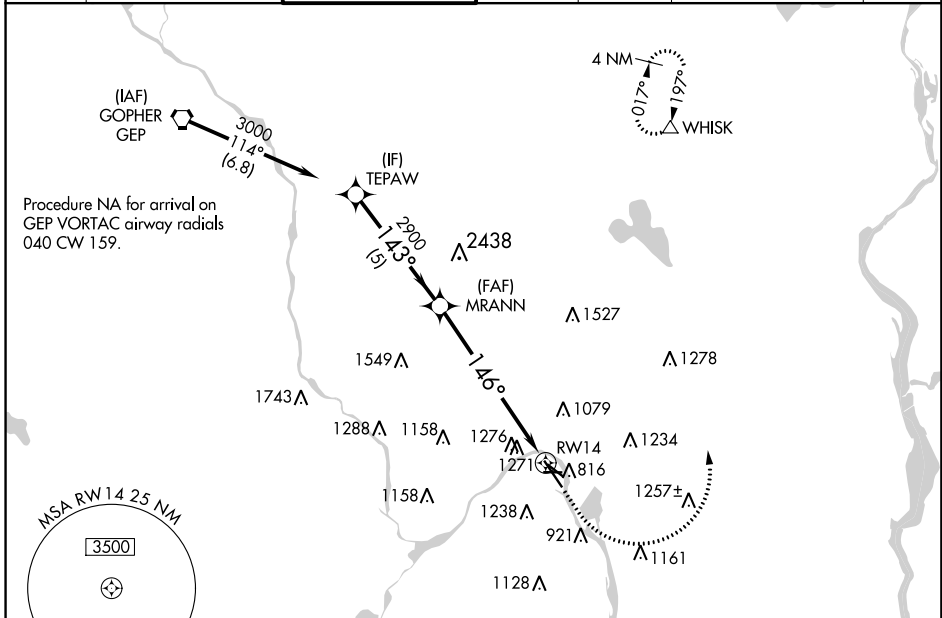 4 NM
017°
197°
WHISK
(IAF)
GOPHER
GEP
3000
114°
(6.8)
(IF)
TEPAW
Procedure NA for arrival on
GEP VORTAC airway radials
040 CW 159.
2900
143°
(5)
2438
(FAF)
MRANN
1527
1549
1278
146°
1743
1079
1288
1158
1276
1234
RW14
1271
816
1158
1257±
1238
921
1161
1128
MSA RW14 25 NM
3500